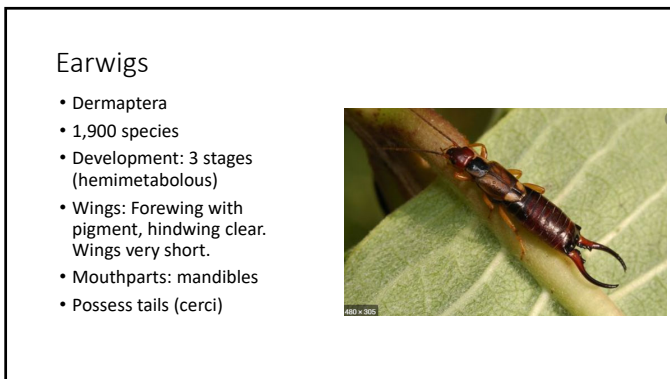 Earwigs
• Dermaptera
• 1,900 species
• Development: 3 stages
(hemimetabolous)
• Wings: Forewing with
pigment, hindwing clear.
Wings very short.
• Mouthparts: mandibles
• Possess tails (cerci)
480 × 305